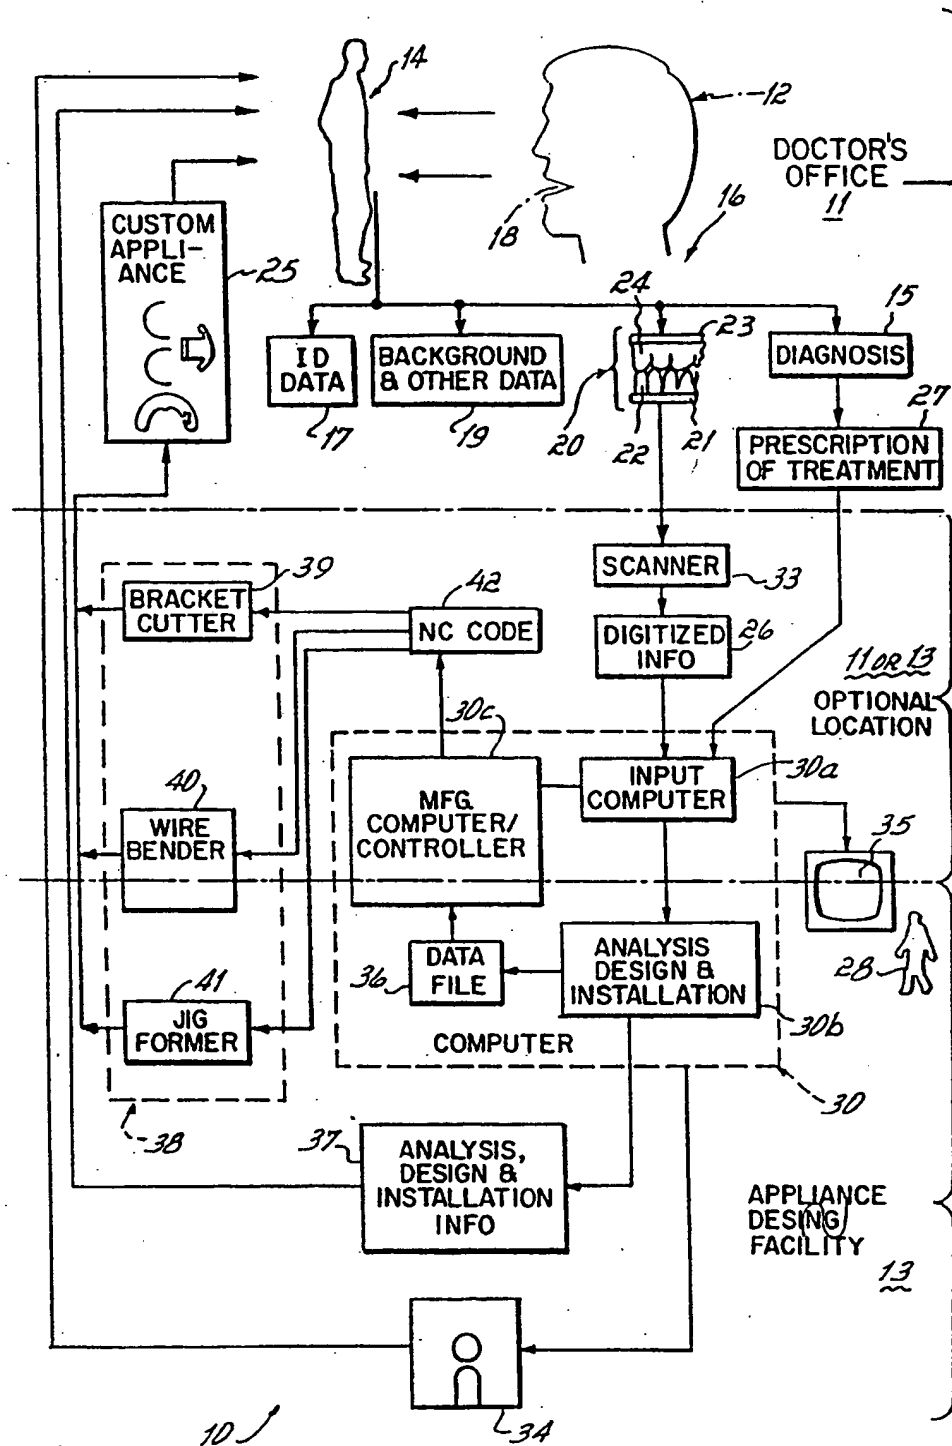 14
12
DOCTOR'S
OFFICE
11
CUSTOM
APPLI-
ANCE
25
18
16
24
23
15
ID
DATA
17
BACKGROUND
& OTHER DATA
19
20
22
21
DIAGNOSIS
27
PRESCRIPTION
OF TREATMENT
39
BRACKET
CUTTER
42
NC CODE
SCANNER
33
DIGITIZED
INFO
26
11 OR 13
OPTIONAL
LOCATION
30c
MFG.
COMPUTER/
CONTROLLER
INPUT
COMPUTER
30a
40
WIRE
BENDER
35
28
DATA
FILE
36
ANALYSIS
DESIGN &
INSTALLATION
30b
COMPUTER
30
41
JIG
FORMER
38
37
ANALYSIS,
DESIGN &
INSTALLATION
INFO
APPLIANCE
DESING
FACILITY
13
34
10